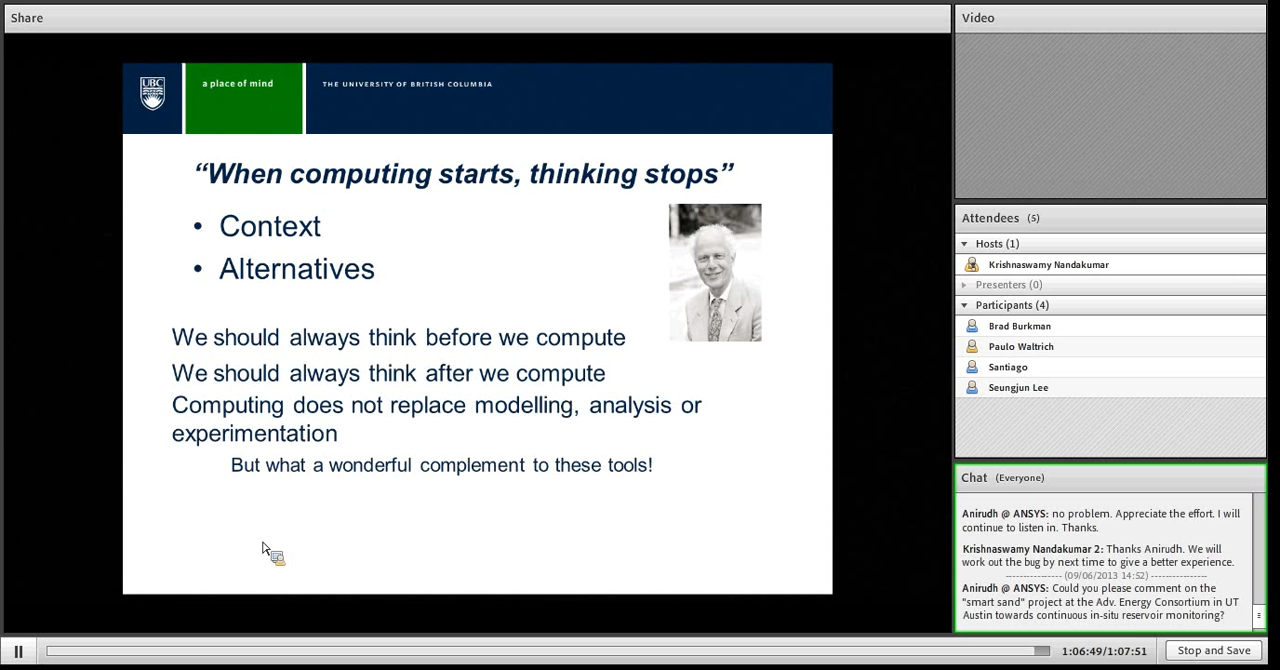 Share
UBC
a place of mind
THE UNIVERSITY OF BRITISH COLUMBIA
“When computing starts, thinking stops”
• Context
• Alternatives
We should always think before we compute
We should always think after we compute
Computing does not replace modelling, analysis or
experimentation
But what a wonderful complement to these tools!
Video
Attendees (5)
Hosts (1)
Krishnaswamy Nandakumar
Presenters (0)
Participants (4)
Brad Burkman
Paulo Waltrich
Santiago
Seungjun Lee
Chat (Everyone)
Anirudh @ ANSYS: no problem. Appreciate the effort. I will
continue to listen in. Thanks.
Krishnaswamy Nandakumar 2: Thanks Anirudh. We will
work out the bug by next time to give a better experience.
---------------- (09/06/2013 14:52) ----------------
Anirudh @ ANSYS: Could you please comment on the
"smart sand" project at the Adv. Energy Consortium in UT
Austin towards continuous in-situ reservoir monitoring?
1:06:49/1:07:51
Stop and Save